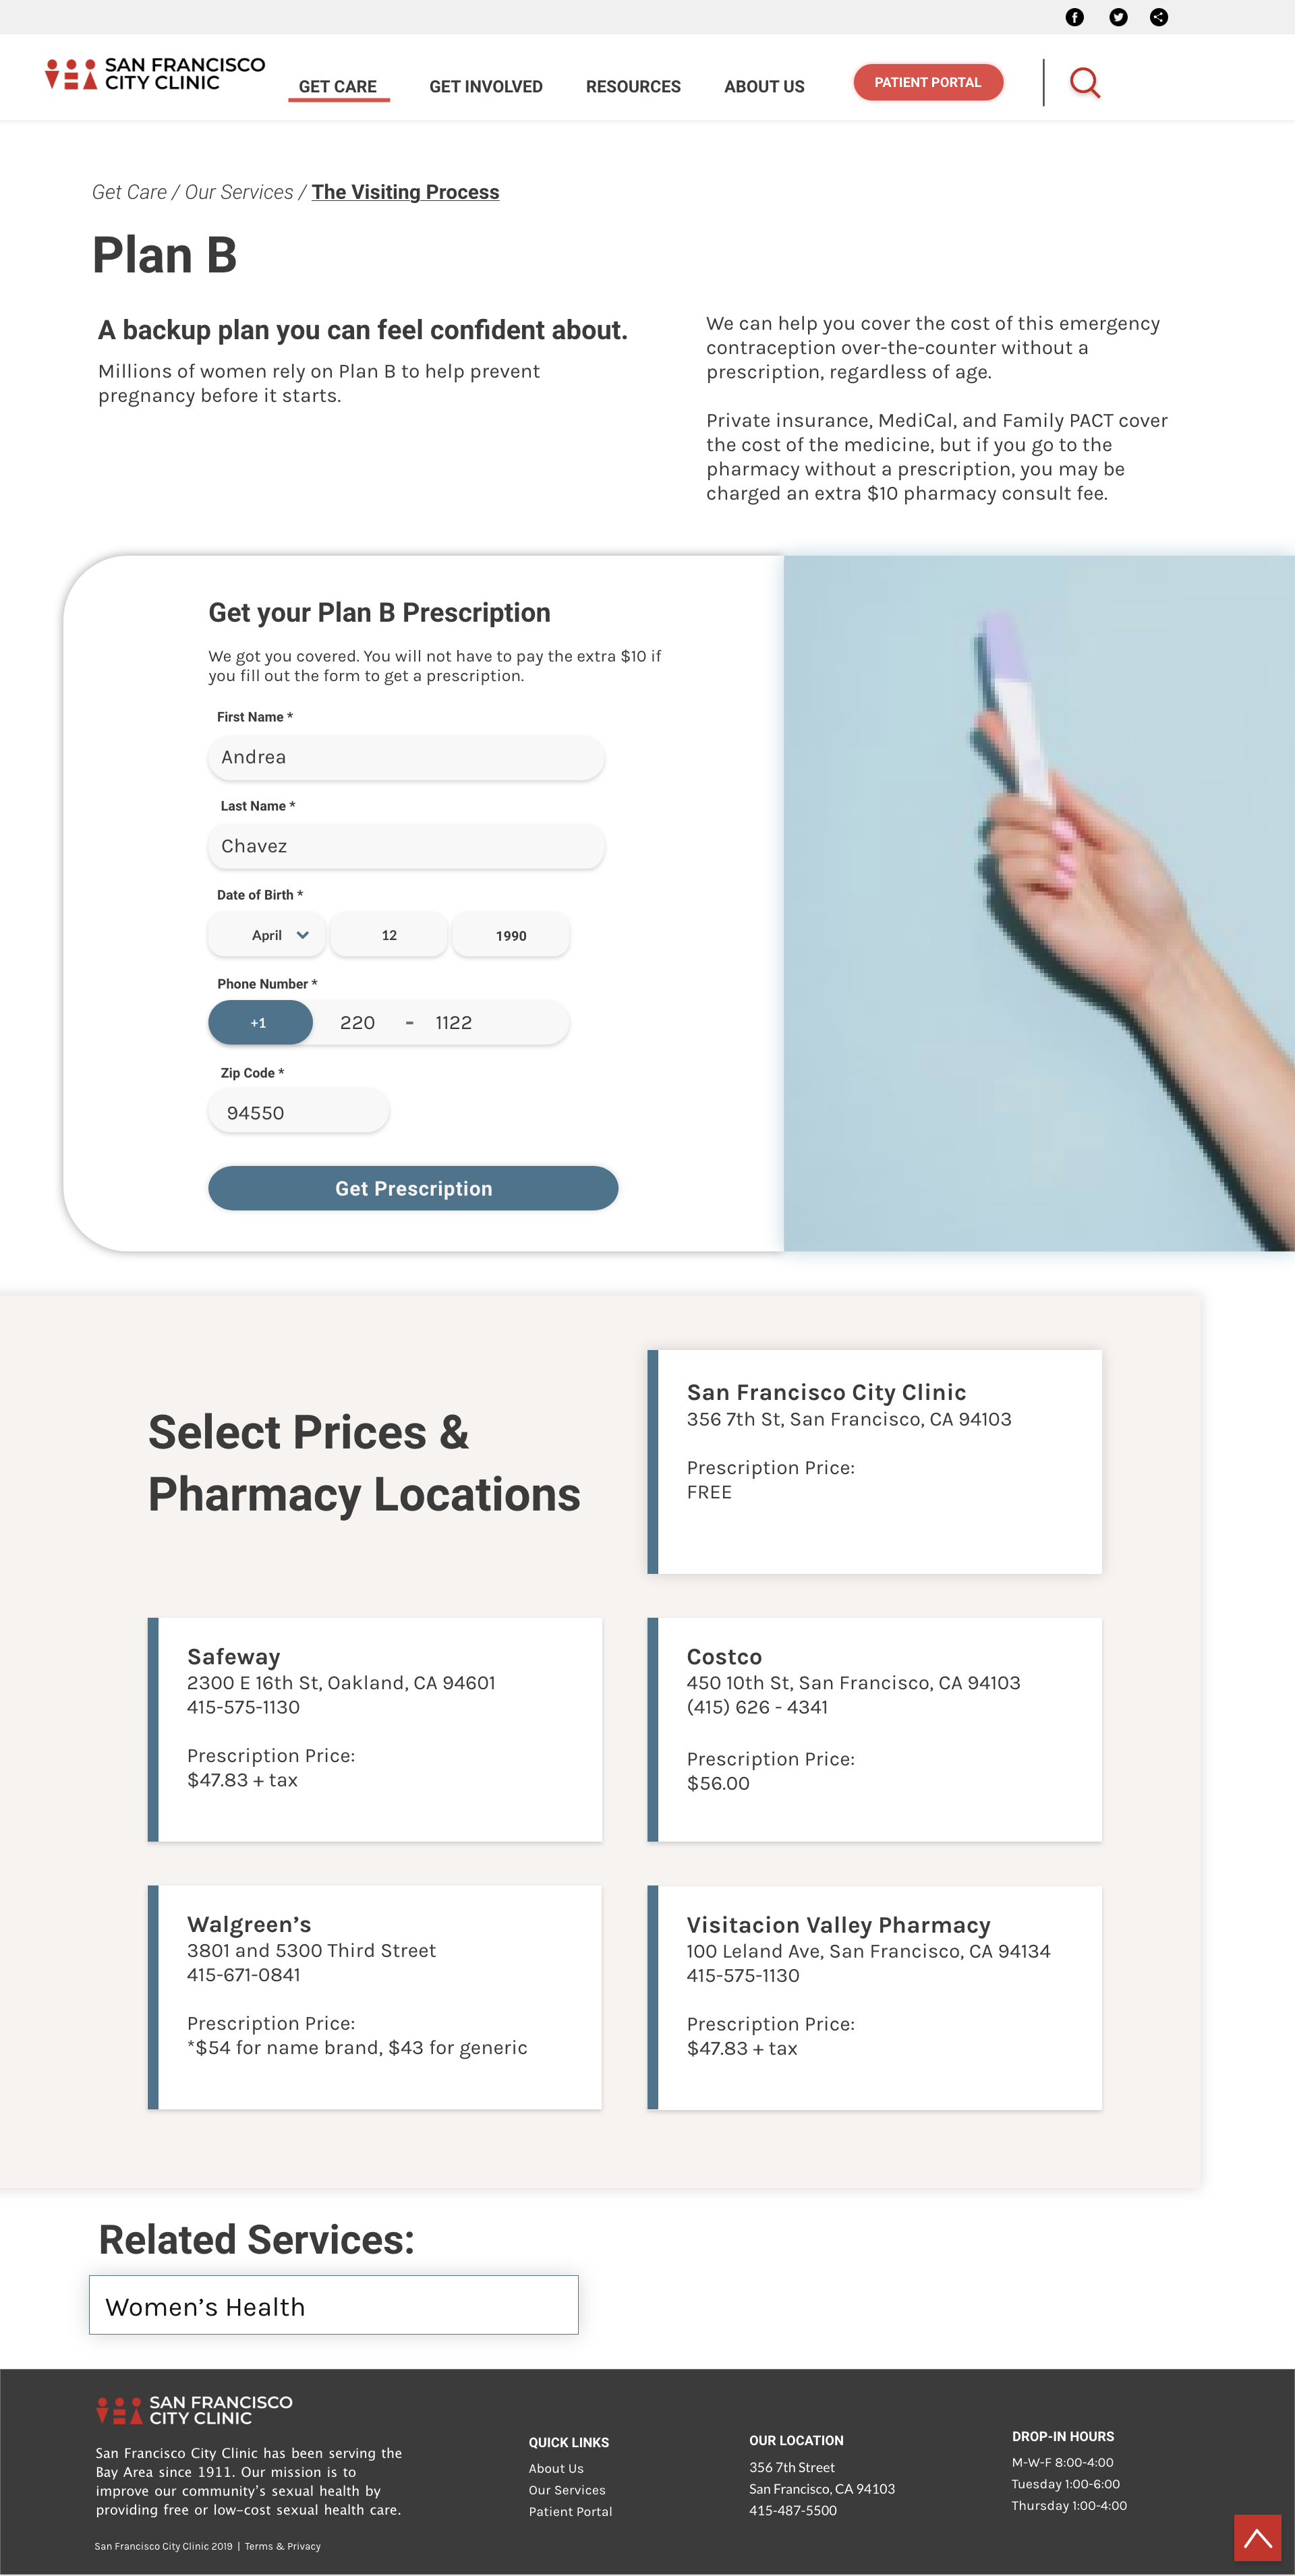 SAN FRANCISCO
CITY CLINIC
GET CARE
GET INVOLVED
RESOURCES
ABOUT US
PATIENT PORTAL
Get Care / Our Services / The Visiting Process
Plan B
A backup plan you can feel confident about.
Millions of women rely on Plan B to help prevent
pregnancy before it starts.
We can help you cover the cost of this emergency
contraception over-the-counter without a
prescription, regardless of age.
Private insurance, MediCal, and Family PACT cover
the cost of the medicine, but if you go to the
pharmacy without a prescription, you may be
charged an extra $10 pharmacy consult fee.
Get your Plan B Prescription
We got you covered. You will not have to pay the extra $10 if
you fill out the form to get a prescription.
First Name *
Andrea
Last Name *
Chavez
Date of Birth *
April 12 1990
Phone Number *
+1 220 - 1122
Zip Code *
94550
Get Prescription
Select Prices &
Pharmacy Locations
San Francisco City Clinic
356 7th St, San Francisco, CA 94103
Prescription Price:
FREE
Safeway
2300 E 16th St, Oakland, CA 94601
415-575-1130
Prescription Price:
$47.83 + tax
Costco
450 10th St, San Francisco, CA 94103
(415) 626 - 4341
Prescription Price:
$56.00
Walgreen’s
3801 and 5300 Third Street
415-671-0841
Prescription Price:
*$54 for name brand, $43 for generic
Visitacion Valley Pharmacy
100 Leland Ave, San Francisco, CA 94134
415-575-1130
Prescription Price:
$47.83 + tax
Related Services:
Women’s Health
SAN FRANCISCO
CITY CLINIC
San Francisco City Clinic has been serving the
Bay Area since 1911. Our mission is to
improve our community’s sexual health by
providing free or low-cost sexual health care.
San Francisco City Clinic 2019 | Terms & Privacy
QUICK LINKS
About Us
Our Services
Patient Portal
OUR LOCATION
356 7th Street
San Francisco, CA 94103
415-487-5500
DROP-IN HOURS
M-W-F 8:00-4:00
Tuesday 1:00-6:00
Thursday 1:00-4:00